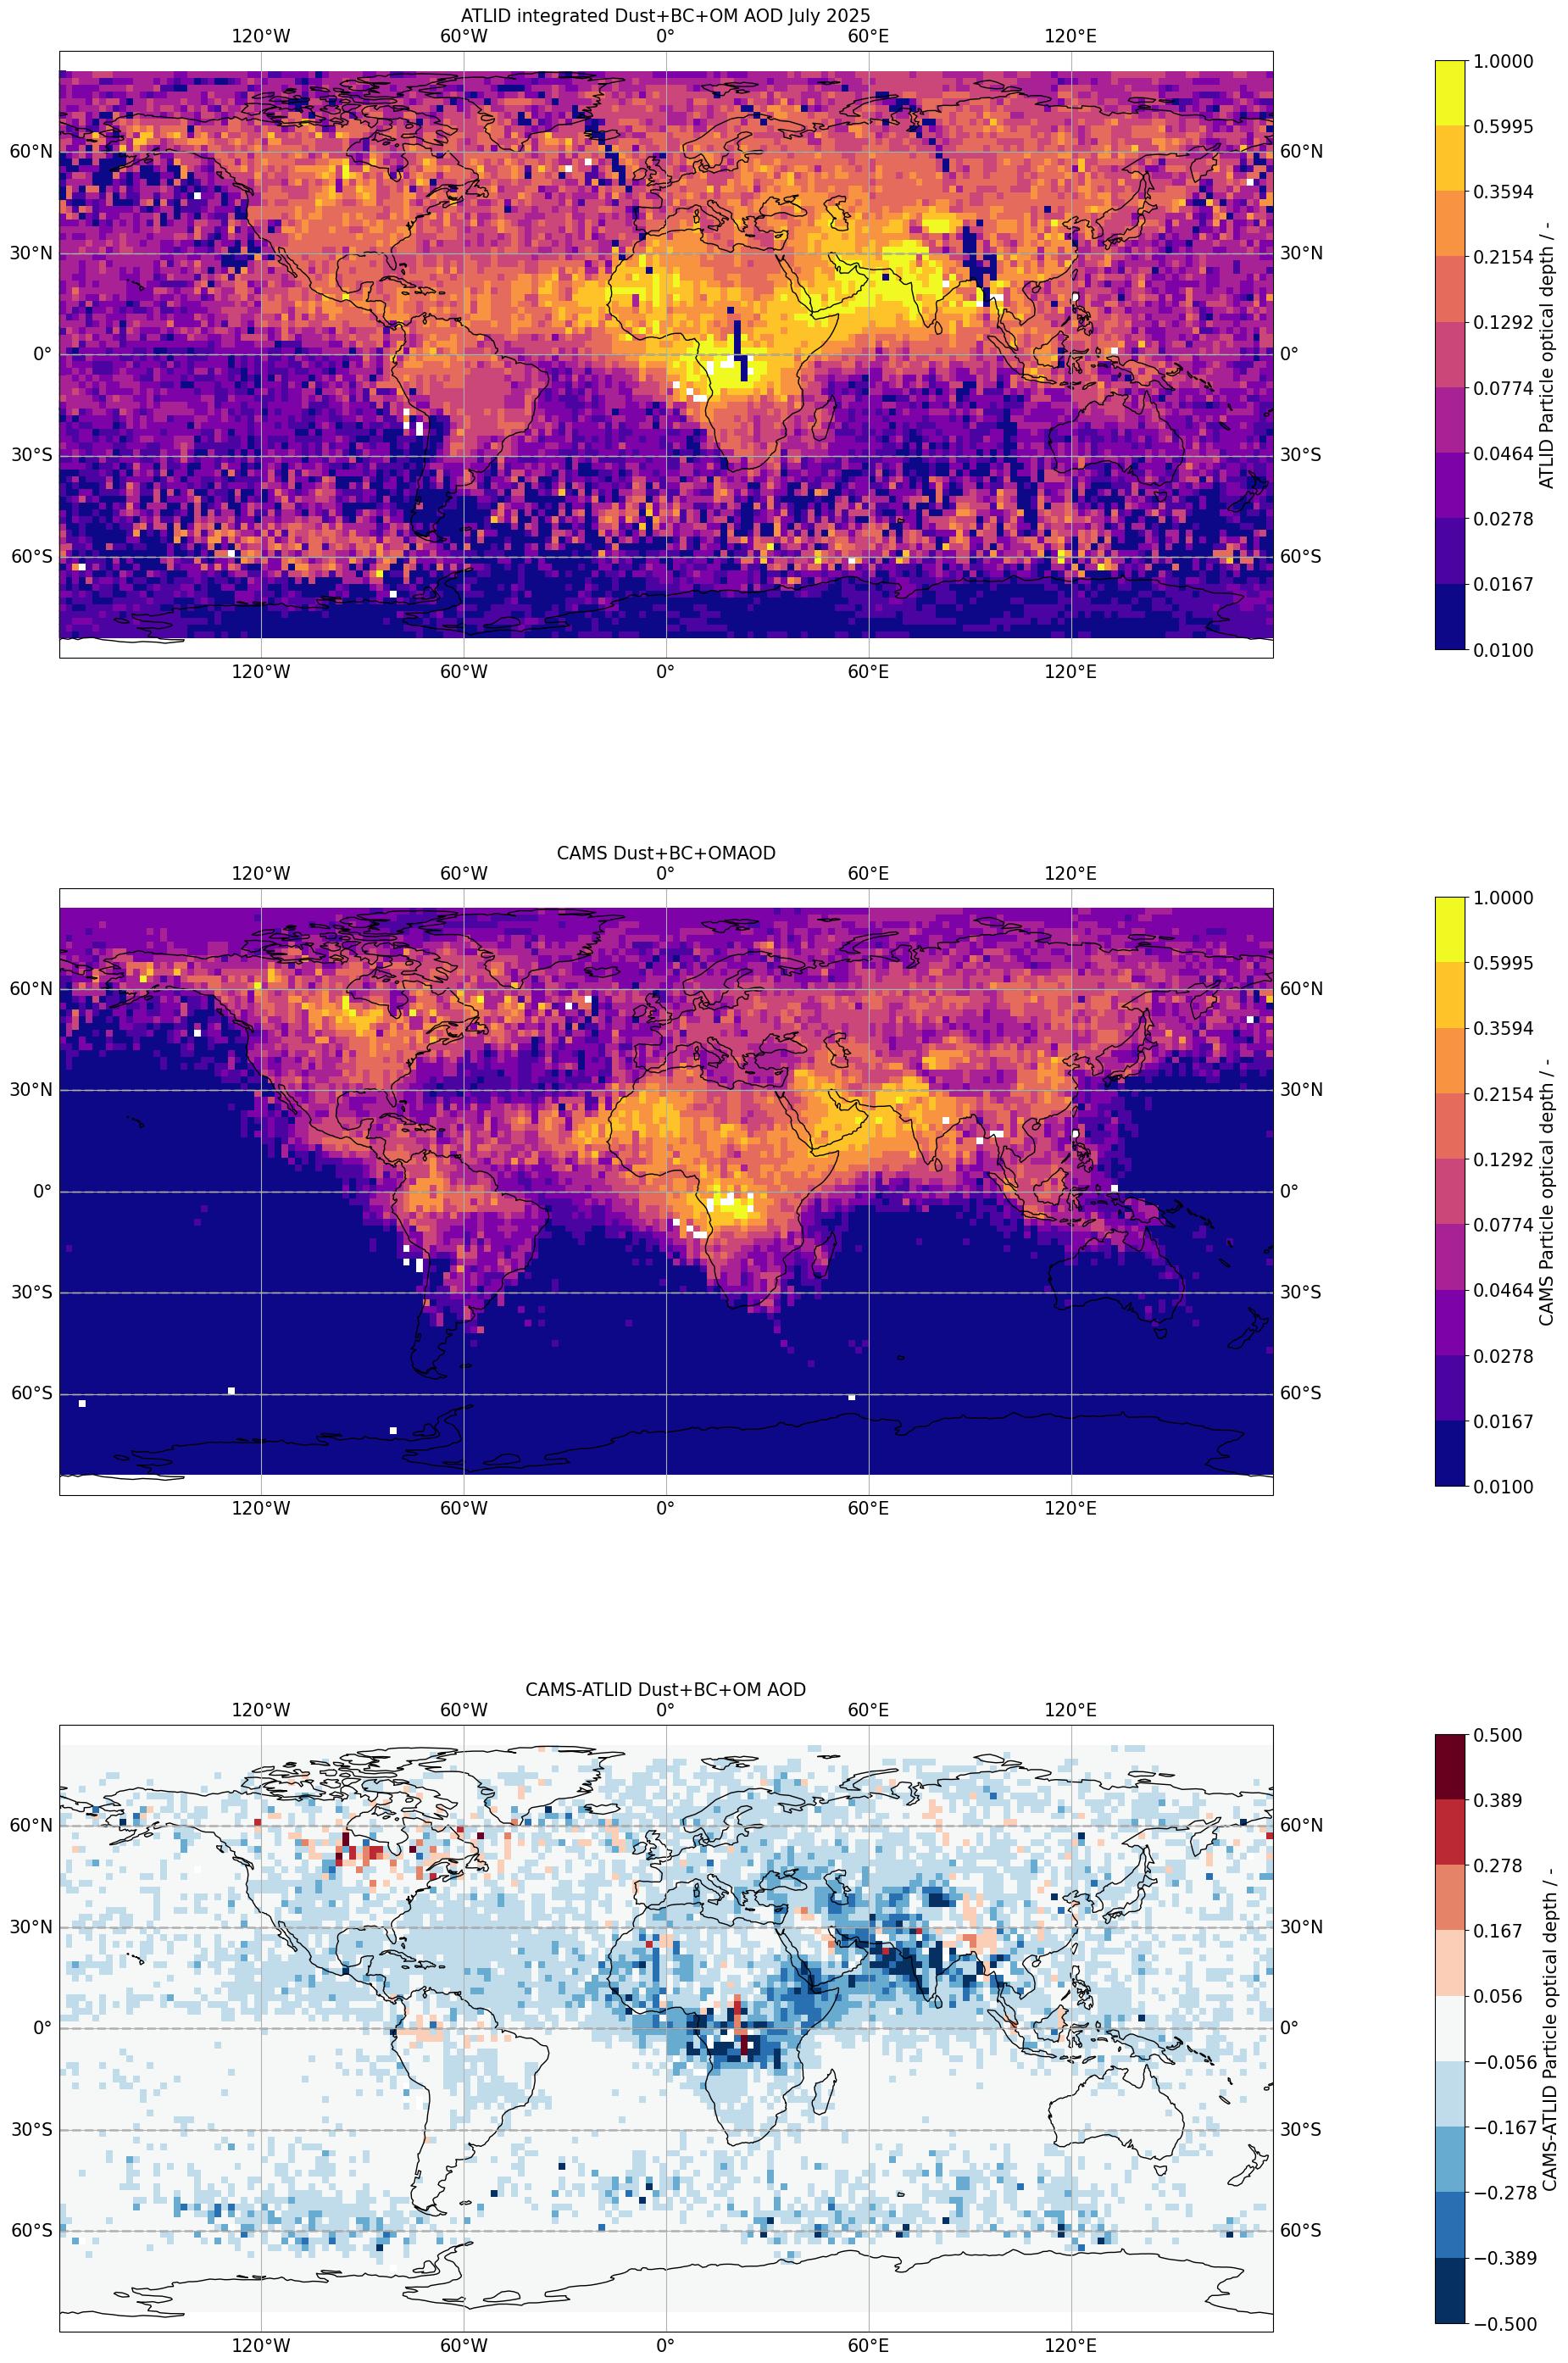 ATLID integrated Dust+BC+OM AOD July 2025
120°W 60°W 0° 60°E 120°E
1.0000
0.5995
60°N 60°N
0.3594
30°N 30°N
0.2154
0.1292
0° 0°
0.0774
0.0464
30°S 30°S
0.0278
60°S 60°S
0.0167
0.0100
ATLID Particle optical depth / -
120°W 60°W 0° 60°E 120°E
CAMS Dust+BC+OMAOD
120°W 60°W 0° 60°E 120°E
1.0000
0.5995
60°N 60°N
0.3594
30°N 30°N
0.2154
0.1292
0° 0°
0.0774
0.0464
30°S 30°S
0.0278
60°S 60°S
0.0167
0.0100
CAMS Particle optical depth / -
120°W 60°W 0° 60°E 120°E
CAMS-ATLID Dust+BC+OM AOD
120°W 60°W 0° 60°E 120°E
0.500
0.389
60°N 60°N
0.278
30°N 30°N
0.167
0.056
0° 0°
−0.056
30°S 30°S
−0.167
−0.278
60°S 60°S
−0.389
−0.500
CAMS-ATLID Particle optical depth / -
120°W 60°W 0° 60°E 120°E